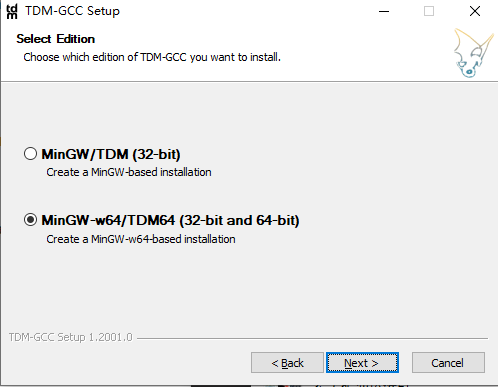 TDM-GCC Setup
Select Edition
Choose which edition of TDM-GCC you want to install.
MinGW/TDM (32-bit)
Create a MinGW-based installation
MinGW-w64/TDM64 (32-bit and 64-bit)
Create a MinGW-w64-based installation
TDM-GCC Setup 1.2001.0
< Back
Next >
Cancel